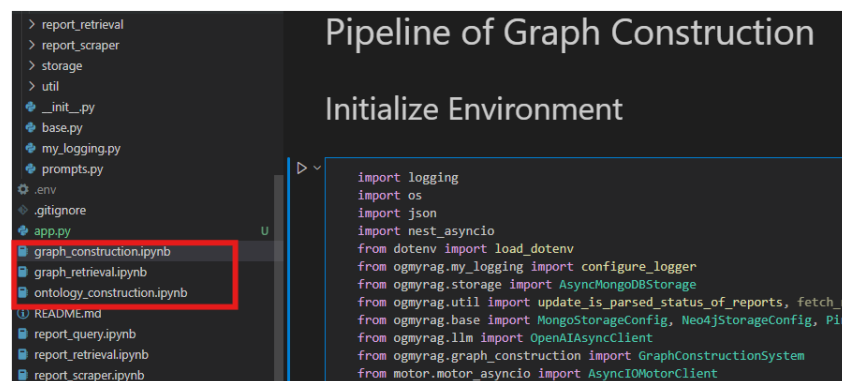 report_retrieval
report_scraper
storage
util
__init__.py
base.py
my_logging.py
prompts.py
.env
.gitignore
app.py U
graph_construction.ipynb
graph_retrieval.ipynb
ontology_construction.ipynb
README.md
report_query.ipynb
report_retrieval.ipynb
report_scraper.ipynb
Pipeline of Graph Construction
Initialize Environment
import logging
import os
import json
import nest_asyncio
from dotenv import load_dotenv
from ogmyrag.my_logging import configure_logger
from ogmyrag.storage import AsyncMongoDBStorage
from ogmyrag.util import update_is_parsed_status_of_reports,
from ogmyrag.base import MongoStorageConfig, Neo4jStorageConfig,
from ogmyrag.llm import OpenAIAsyncClient
from ogmyrag.graph_construction import GraphConstructionSystem
from motor.motor_asyncio import AsyncIOMotorClient